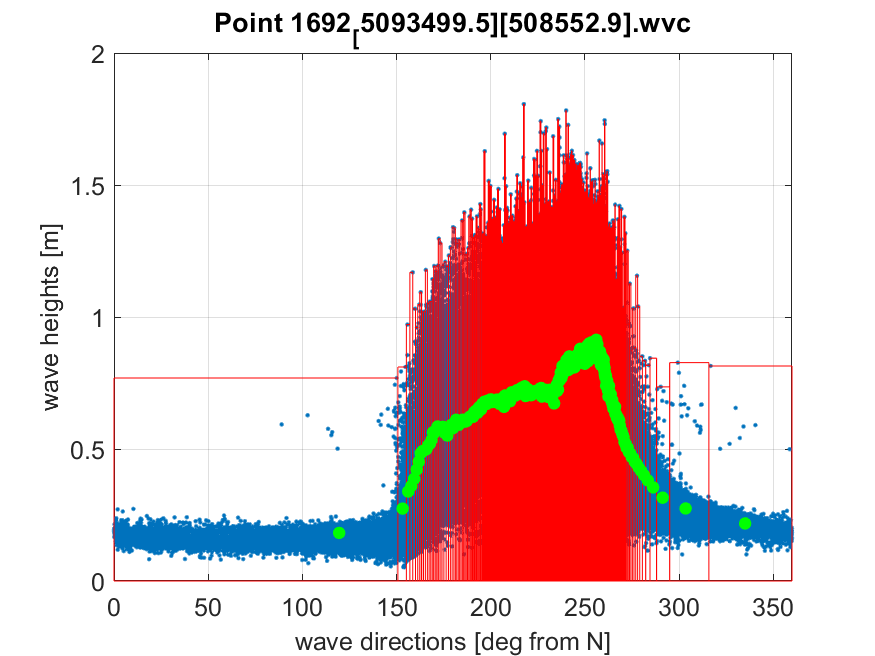 Point 1692[5093499.5][508552.9].wvc
2
1.5
1
0.5
0
wave heights [m]
0 50 100 150 200 250 300 350
wave directions [deg from N]